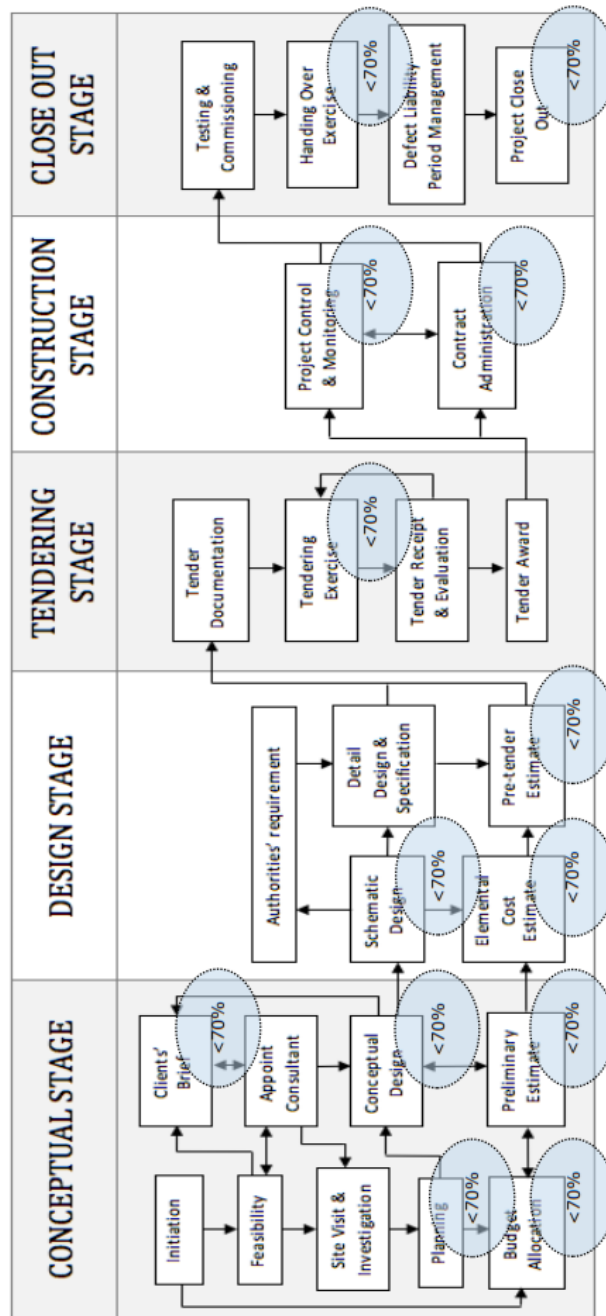 CONCEPTUAL STAGE
Initiation
Feasibility
Site Visit &
Investigation
Planning
<70%
Budget
Allocation
<70%
Clients'
Brief
<70%
Appoint
Consultant
Conceptual
Design
<70%
Preliminary
Estimate
<70%
DESIGN STAGE
Authorities' requirement
Schematic
Design
<70%
Elemental
Cost
Estimate
<70%
Detail
Design &
Specification
Pre-tender
Estimate
<70%
TENDERING
STAGE
Tender
Documentation
Tendering
Exercise
<70%
Tender Receipt
& Evaluation
Tender Award
CONSTRUCTION
STAGE
Project Control
& Monitoring
<70%
Contract
Administration
<70%
CLOSE OUT
STAGE
Testing &
Commissioning
Handing Over
Exercise
<70%
Defect Liability
Period Management
Project Close
Out
<70%